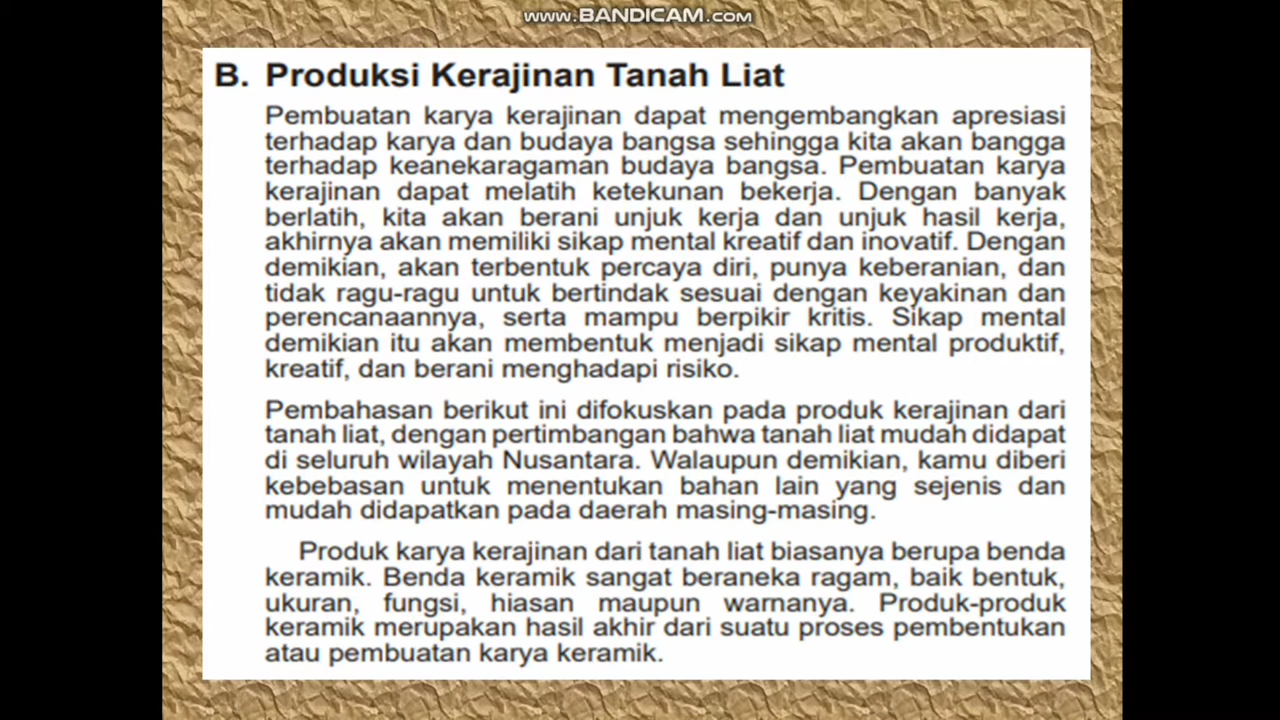 www.BANDICAM.com
B. Produksi Kerajinan Tanah Liat
Pembuatan karya kerajinan dapat mengembangkan apresiasi
terhadap karya dan budaya bangsa sehingga kita akan bangga
terhadap keanekaragaman budaya bangsa. Pembuatan karya
kerajinan dapat melatih ketekunan bekerja. Dengan banyak
berlatih, kita akan berani unjuk kerja dan unjuk hasil kerja,
akhirnya akan memiliki sikap mental kreatif dan inovatif. Dengan
demikian, akan terbentuk percaya diri, punya keberanian, dan
tidak ragu-ragu untuk bertindak sesuai dengan keyakinan dan
perencanaannya, serta mampu berpikir kritis. Sikap mental
demikian itu akan membentuk menjadi sikap mental produktif,
kreatif, dan berani menghadapi risiko.
Pembahasan berikut ini difokuskan pada produk kerajinan dari
tanah liat, dengan pertimbangan bahwa tanah liat mudah didapat
di seluruh wilayah Nusantara. Walaupun demikian, kamu diberi
kebebasan untuk menentukan bahan lain yang sejenis dan
mudah didapatkan pada daerah masing-masing.
Produk karya kerajinan dari tanah liat biasanya berupa benda
keramik. Benda keramik sangat beraneka ragam, baik bentuk,
ukuran, fungsi, hiasan maupun warnanya. Produk-produk
keramik merupakan hasil akhir dari suatu proses pembentukan
atau pembuatan karya keramik.